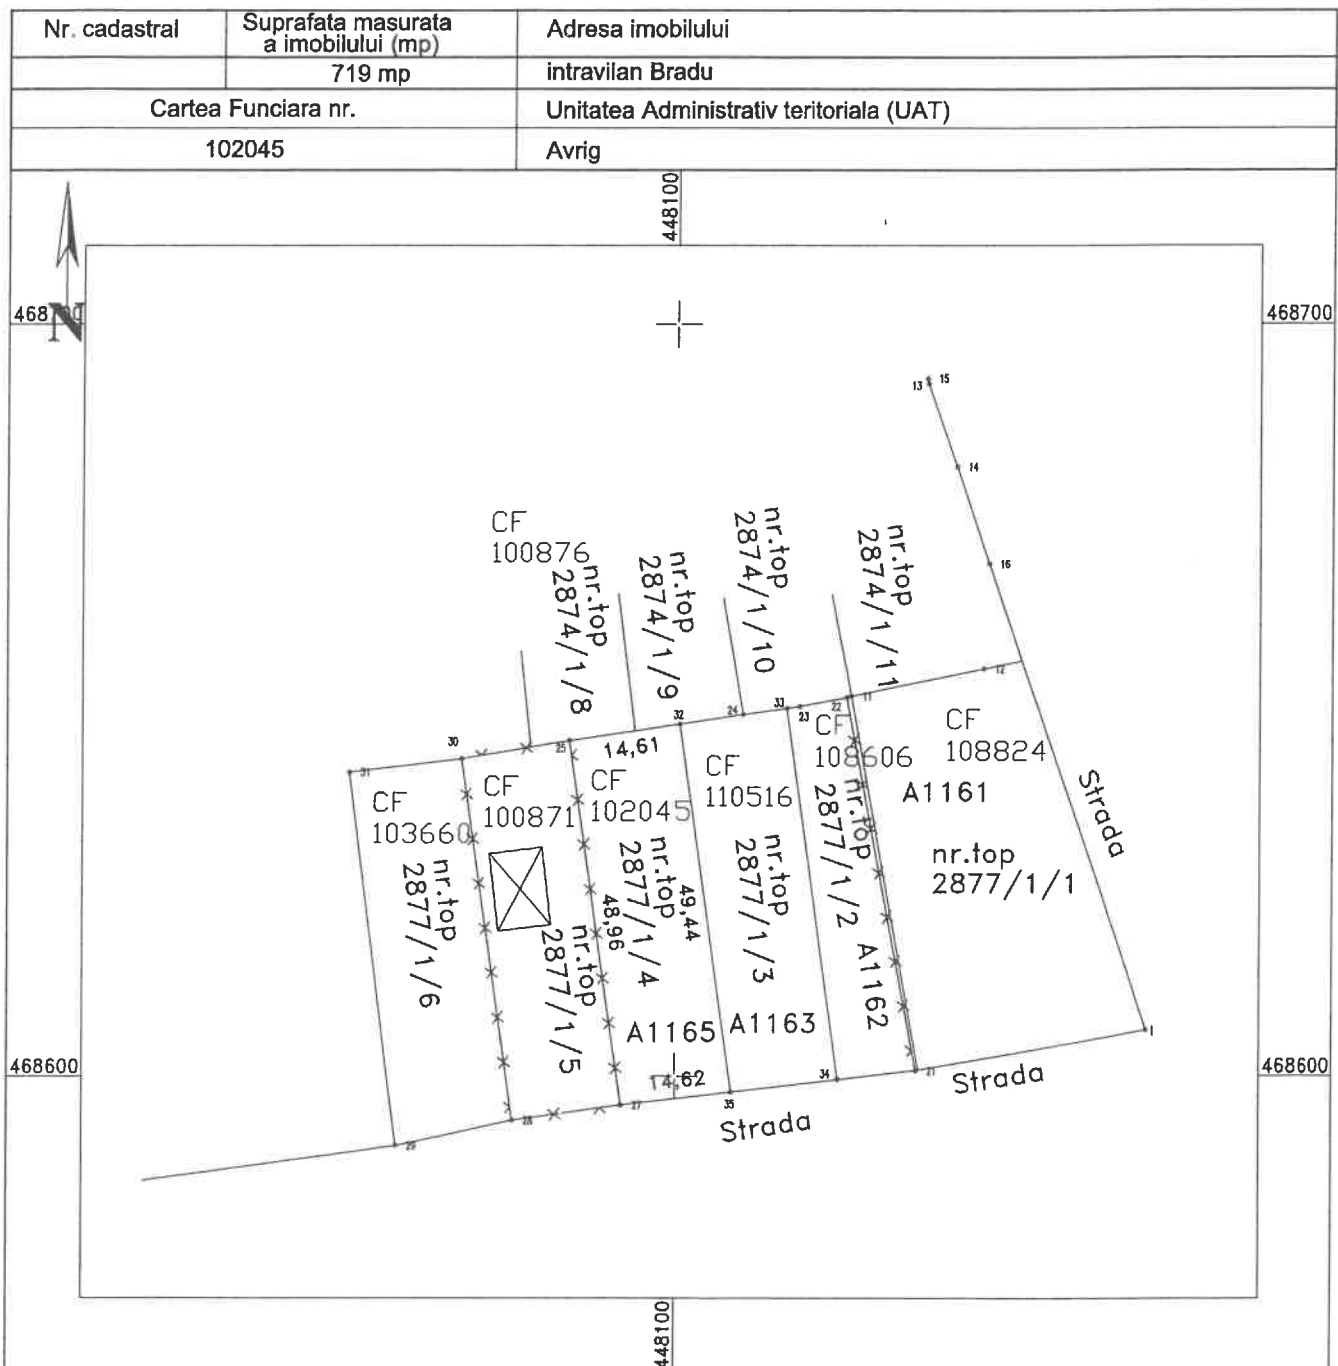 Nr. cadastral
Suprafata masurata
a imobilului (mp)
Adresa imobilului
719 mp
intravilan Bradu
Cartea Funciara nr.
Unitatea Administrativ teritoriala (UAT)
102045
Avrig
448100
N
468700
15
13
14
16
CF
100876
nr.top
2874/1/8
nr.top
2874/1/9
nr.top
2874/1/10
nr.top
2874/1/11
12
11
22
23
33
24
32
25
30
31
14,61
CF
103660
CF
100871
CF
102045
CF
110516
CF
108606
CF
108824
A1161
nr.top
2877/1/1
nr.top
2877/1/2
A1162
nr.top
2877/1/3
A1163
nr.top
2877/1/4
A1165
nr.top
2877/1/5
nr.top
2877/1/6
48,96
49,44
14,62
Strada
1
21
34
35
27
28
29
Strada
Strada
468600
468600
448100